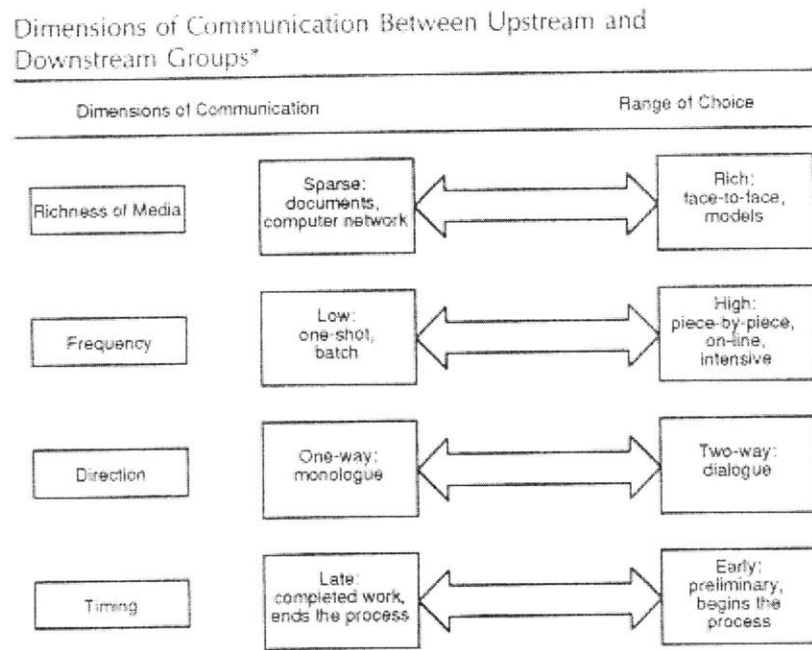 Dimensions of Communication Between Upstream and
Downstream Groups*
Dimensions of Communication
Range of Choice
Richness of Media
Sparse:
documents,
computer network
Rich:
face-to-face,
models
Frequency
Low:
one-shot,
batch
High:
piece-by-piece,
on-line,
intensive
Direction
One-way:
monologue
Two-way:
dialogue
Timing
Late:
completed work,
ends the process
Early:
preliminary,
begins the
process